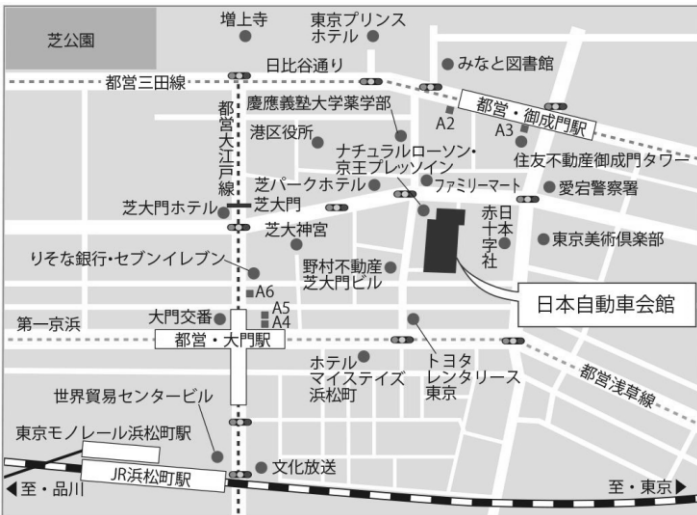 芝公園
増上寺
東京プリンス
ホテル
日比谷通り
みなと図書館
都営三田線
都営・御成門駅
慶應義塾大学薬学部
A2
A3
都営大江戸線
港区役所
ナチュラルローソン・
京王プレッソイン
住友不動産御成門タワー
芝パークホテル
ファミリーマート
愛宕警察署
芝大門ホテル
芝大門
芝大神宮
日本
赤十字社
東京美術倶楽部
りそな銀行・セブンイレブン
野村不動産
芝大門ビル
A6
日本自動車会館
第一京浜
大門交番
A5
A4
都営・大門駅
ホテル
マイステイズ
浜松町
トヨタ
レンタリース
東京
都営浅草線
世界貿易センタービル
東京モノレール浜松町駅
JR浜松町駅
文化放送
◀至・品川
至・東京▶